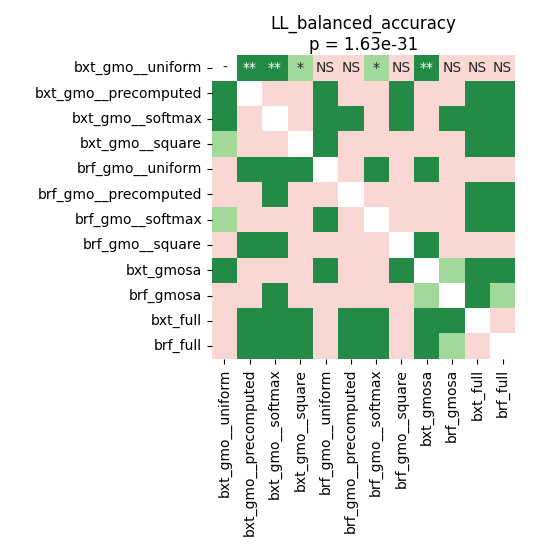 LL_balanced_accuracy
p = 1.63e-31
bxt_gmo__uniform - ** ** * NS NS * NS ** NS NS NS
bxt_gmo__precomputed
bxt_gmo__softmax
bxt_gmo__square
brf_gmo__uniform
brf_gmo__precomputed
brf_gmo__softmax
brf_gmo__square
bxt_gmosa
brf_gmosa
bxt_full
brf_full
bxt_gmo__uniform
bxt_gmo__precomputed
bxt_gmo__softmax
bxt_gmo__square
brf_gmo__uniform
brf_gmo__precomputed
brf_gmo__softmax
brf_gmo__square
bxt_gmosa
brf_gmosa
bxt_full
brf_full